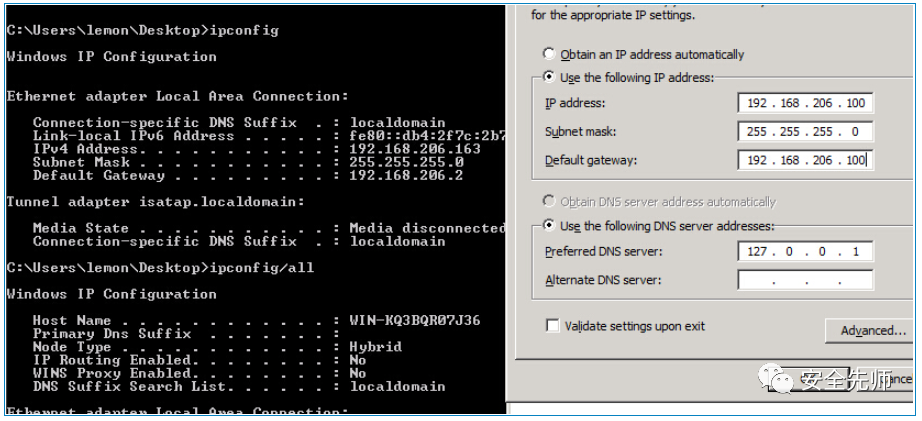 C:\Users\lemon\Desktop>ipconfig
Windows IP Configuration
Ethernet adapter Local Area Connection:
Connection-specific DNS Suffix . : localdomain
Link-local IPv6 Address . . . . . : fe80::db4:2f7c:2b7
IPv4 Address. . . . . . . . . . . : 192.168.206.163
Subnet Mask . . . . . . . . . . . : 255.255.255.0
Default Gateway . . . . . . . . . : 192.168.206.2
Tunnel adapter isatap.localdomain:
Media State . . . . . . . . . . . : Media disconnected
Connection-specific DNS Suffix . : localdomain
C:\Users\lemon\Desktop>ipconfig/all
Windows IP Configuration
Host Name . . . . . . . . . . . . : WIN-KQ3BQR07J36
Primary Dns Suffix . . . . . . . :
Node Type . . . . . . . . . . . . : Hybrid
IP Routing Enabled. . . . . . . . : No
WINS Proxy Enabled. . . . . . . . : No
DNS Suffix Search List. . . . . . : localdomain
Ethernet adapter Local Area Connection:
for the appropriate IP settings.
Obtain an IP address automatically
Use the following IP address:
IP address: 192 . 168 . 206 . 100
Subnet mask: 255 . 255 . 255 . 0
Default gateway: 192 . 168 . 206 . 100
Obtain DNS server address automatically
Use the following DNS server addresses:
Preferred DNS server: 127 . 0 . 0 . 1
Alternate DNS server: . . .
Validate settings upon exit
Advanced...
安全先师